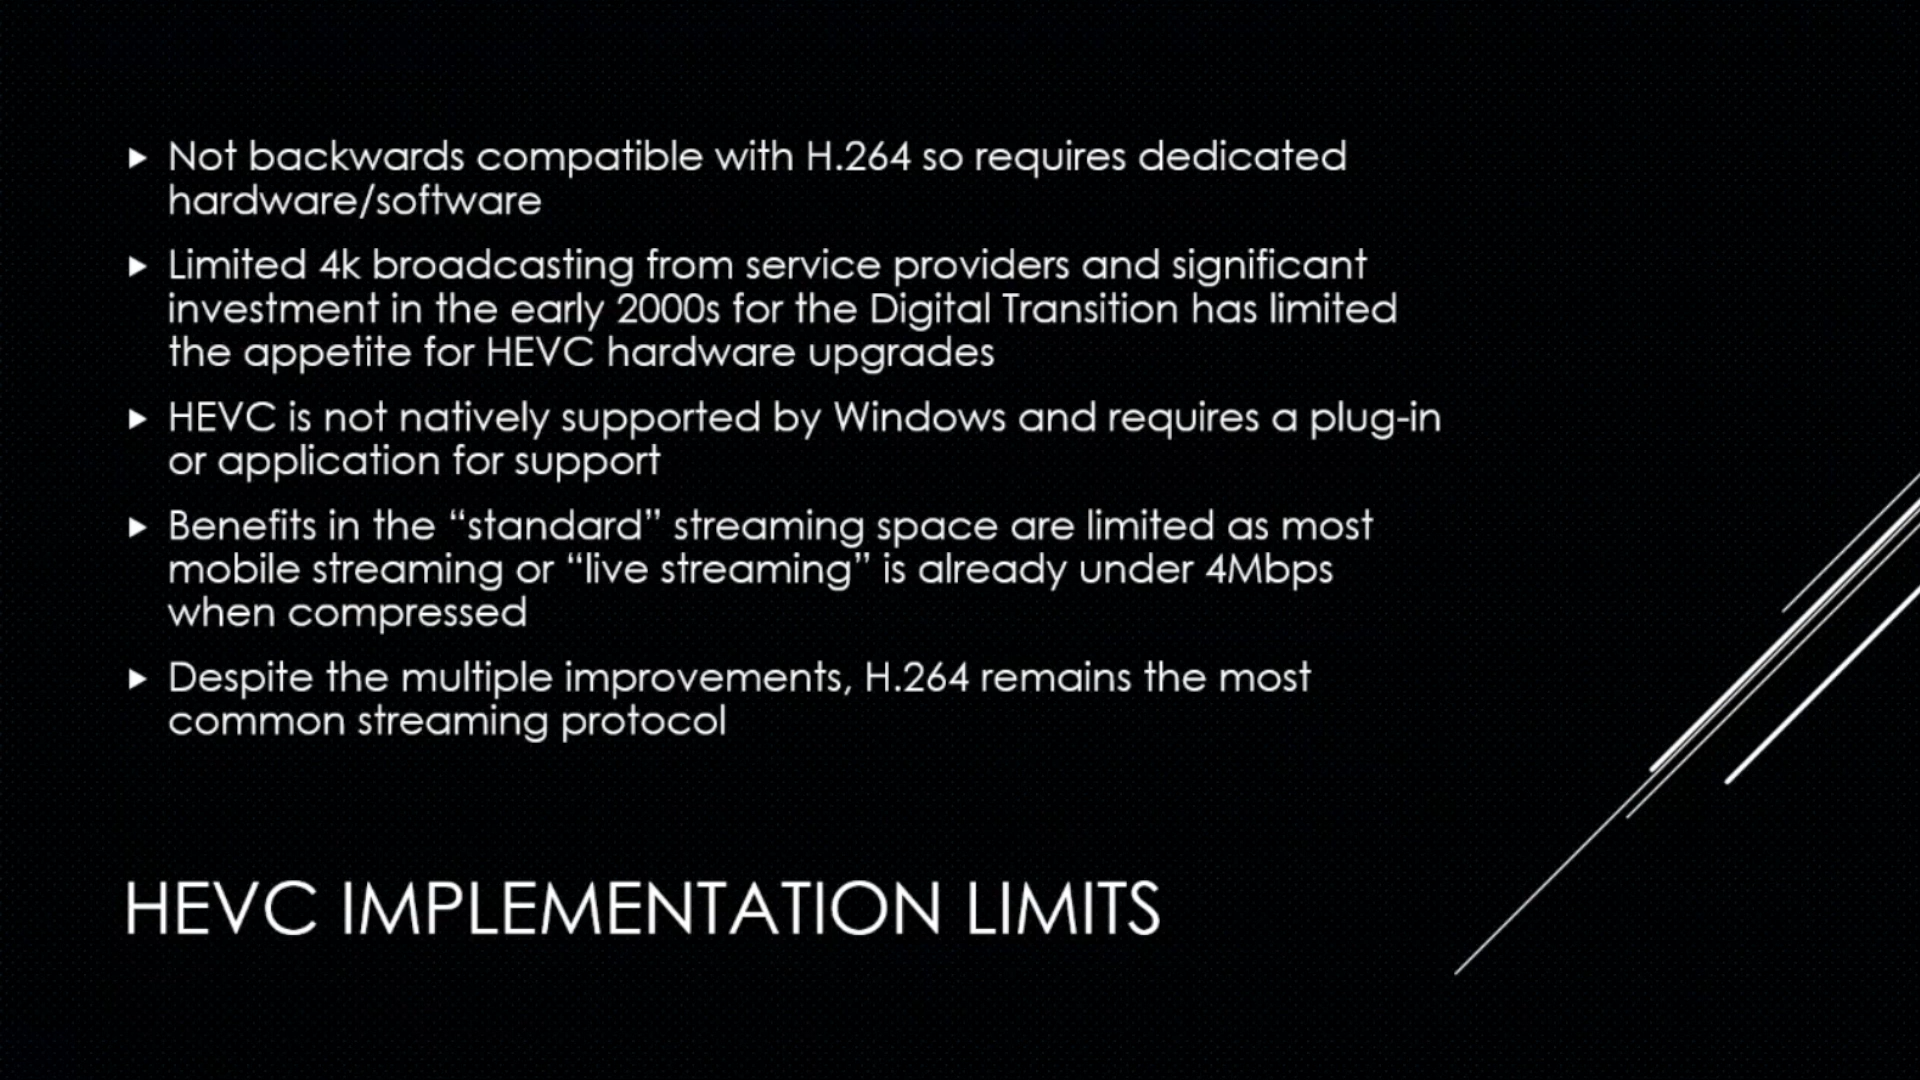 Not backwards compatible with H.264 so requires dedicated
hardware/software
Limited 4k broadcasting from service providers and significant
investment in the early 2000s for the Digital Transition has limited
the appetite for HEVC hardware upgrades
HEVC is not natively supported by Windows and requires a plug-in
or application for support
Benefits in the “standard” streaming space are limited as most
mobile streaming or “live streaming” is already under 4Mbps
when compressed
Despite the multiple improvements, H.264 remains the most
common streaming protocol
HEVC IMPLEMENTATION LIMITS